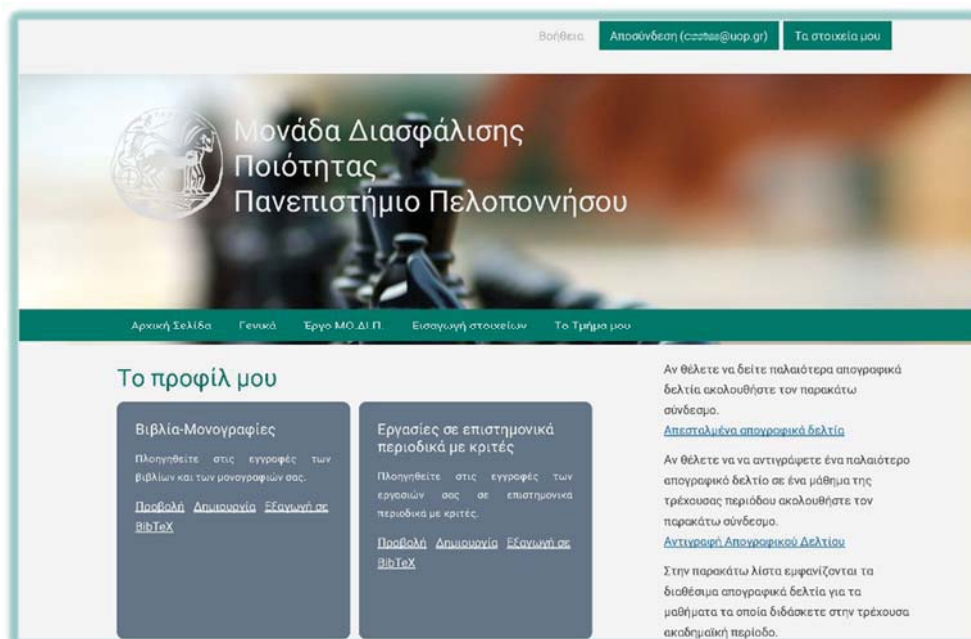 Βοήθεια
Αποσύνδεση (costas@uop.gr)
Τα στοιχεία μου
Μονάδα Διασφάλισης
Ποιότητας
Πανεπιστήμιο Πελοποννήσου
Αρχική Σελίδα
Γενικά
Έργο ΜΟ.ΔΙ.Π.
Εισαγωγή στοιχείων
Το Τμήμα μου
Το προφίλ μου
Βιβλία-Μονογραφίες
Πλοηγηθείτε στις εγγραφές των
βιβλίων και των μονογραφιών σας.
Προβολή Δημιουργία Εξαγωγή σε
BibTeX
Εργασίες σε επιστημονικά
περιοδικά με κριτές
Πλοηγηθείτε στις εγγραφές των
εργασιών σας σε επιστημονικά
περιοδικά με κριτές.
Προβολή Δημιουργία Εξαγωγή σε
BibTeX
Αν θέλετε να δείτε παλαιότερα απογραφικά
δελτία ακολουθήστε τον παρακάτω
σύνδεσμο.
Απεσταλμένα απογραφικά δελτία
Αν θέλετε να να αντιγράψετε ένα παλαιότερο
απογραφικό δελτίο σε ένα μάθημα της
τρέχουσας περιόδου ακολουθήστε τον
παρακάτω σύνδεσμο.
Αντιγραφή Απογραφικού Δελτίου
Στην παρακάτω λίστα εμφανίζονται τα
διαθέσιμα απογραφικά δελτία για τα
μαθήματα τα οποία διδάσκετε στην τρέχουσα
ακαδημαϊκή περίοδο.